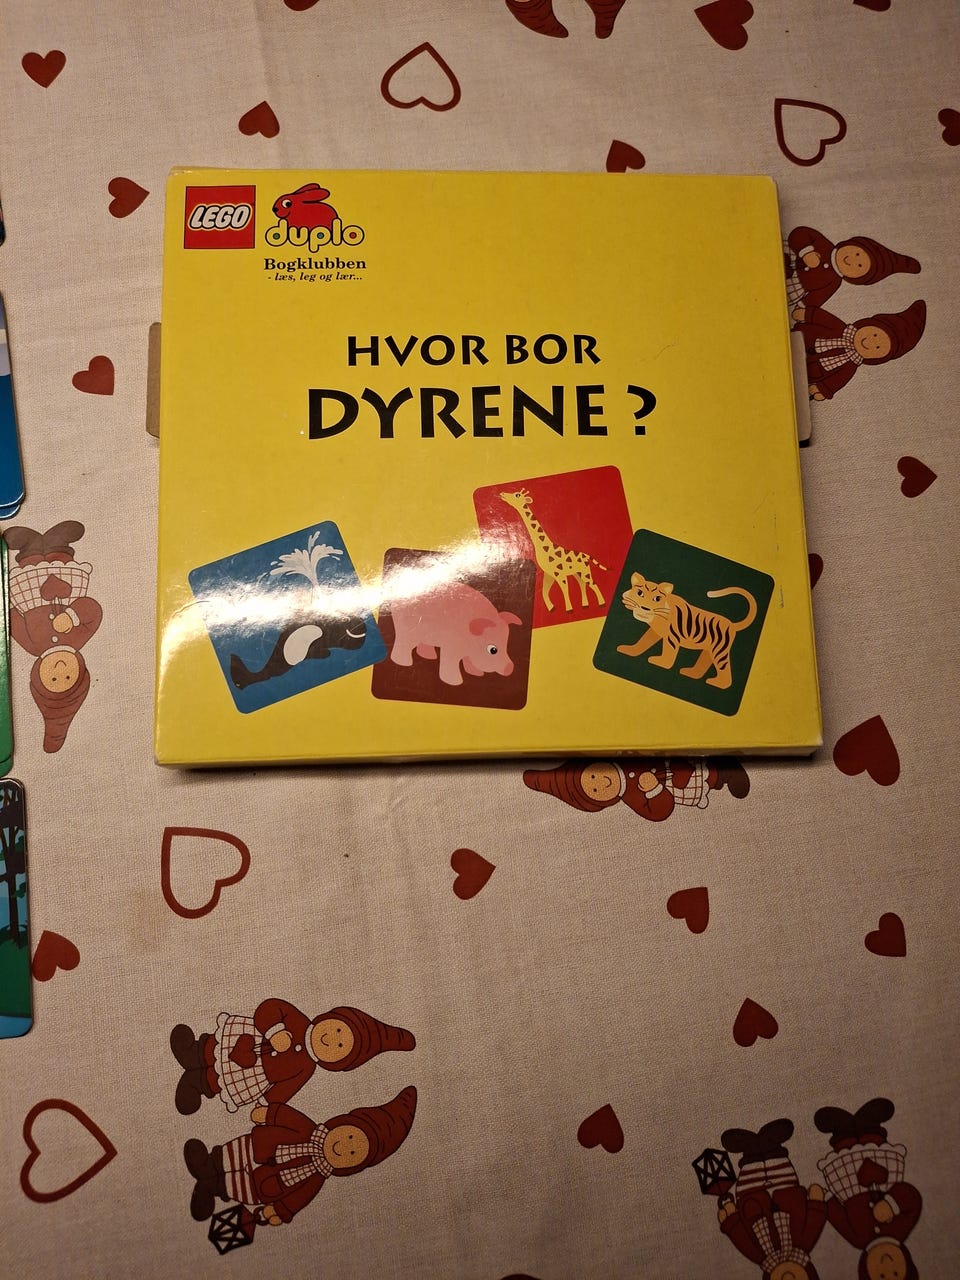 LEGO
duplo
Bogklubben
- læs, leg og lær...
HVOR BOR
DYRENE ?